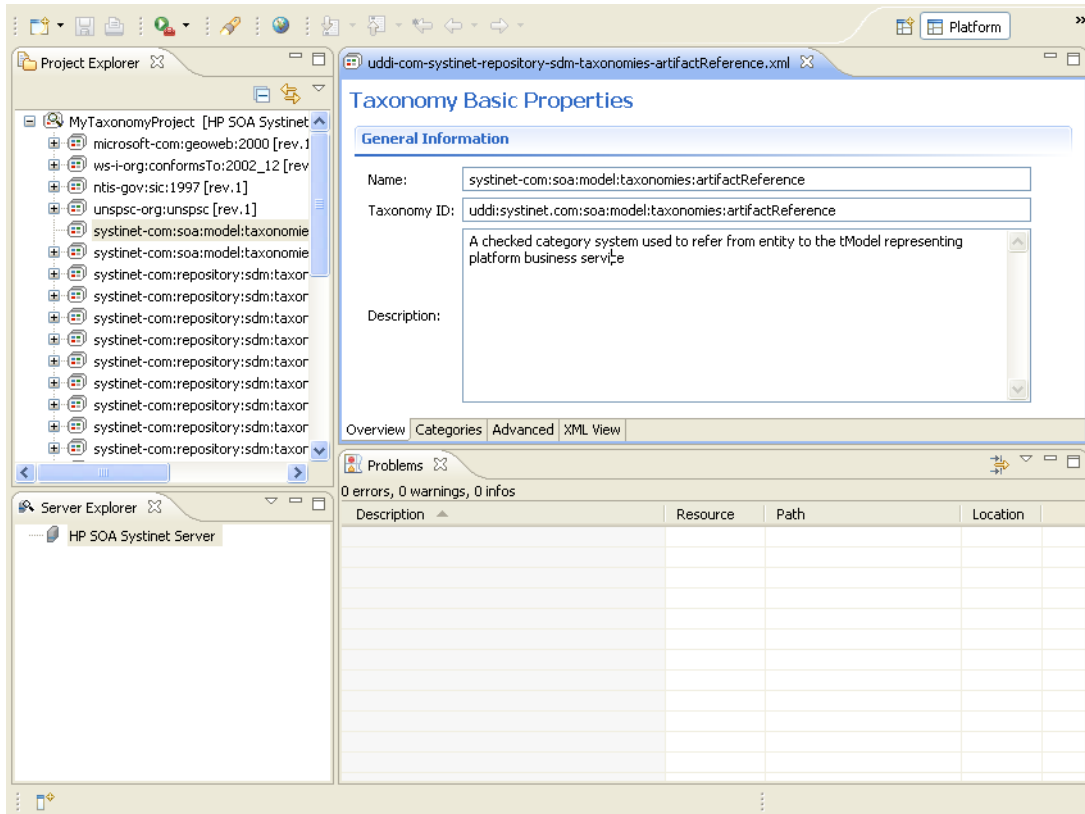 Platform
»
Project Explorer
MyTaxonomyProject [HP SOA Systinet
microsoft-com:geoweb:2000 [rev.1
ws-i-org:conformsTo:2002_12 [rev
ntis-gov:sic:1997 [rev.1]
unspsc-org:unspsc [rev.1]
systinet-com:soa:model:taxonomie
systinet-com:soa:model:taxonomie
systinet-com:repository:sdm:taxor
systinet-com:repository:sdm:taxor
systinet-com:repository:sdm:taxor
systinet-com:repository:sdm:taxor
systinet-com:repository:sdm:taxor
systinet-com:repository:sdm:taxor
systinet-com:repository:sdm:taxor
systinet-com:repository:sdm:taxor
systinet-com:repository:sdm:taxor
Server Explorer
HP SOA Systinet Server
uddi-com-systinet-repository-sdm-taxonomies-artifactReference.xml
Taxonomy Basic Properties
General Information
Name: systinet-com:soa:model:taxonomies:artifactReference
Taxonomy ID: uddi:systinet.com:soa:model:taxonomies:artifactReference
Description: A checked category system used to refer from entity to the tModel representing
platform business service
Overview Categories Advanced XML View
Problems
0 errors, 0 warnings, 0 infos
Description Resource Path Location